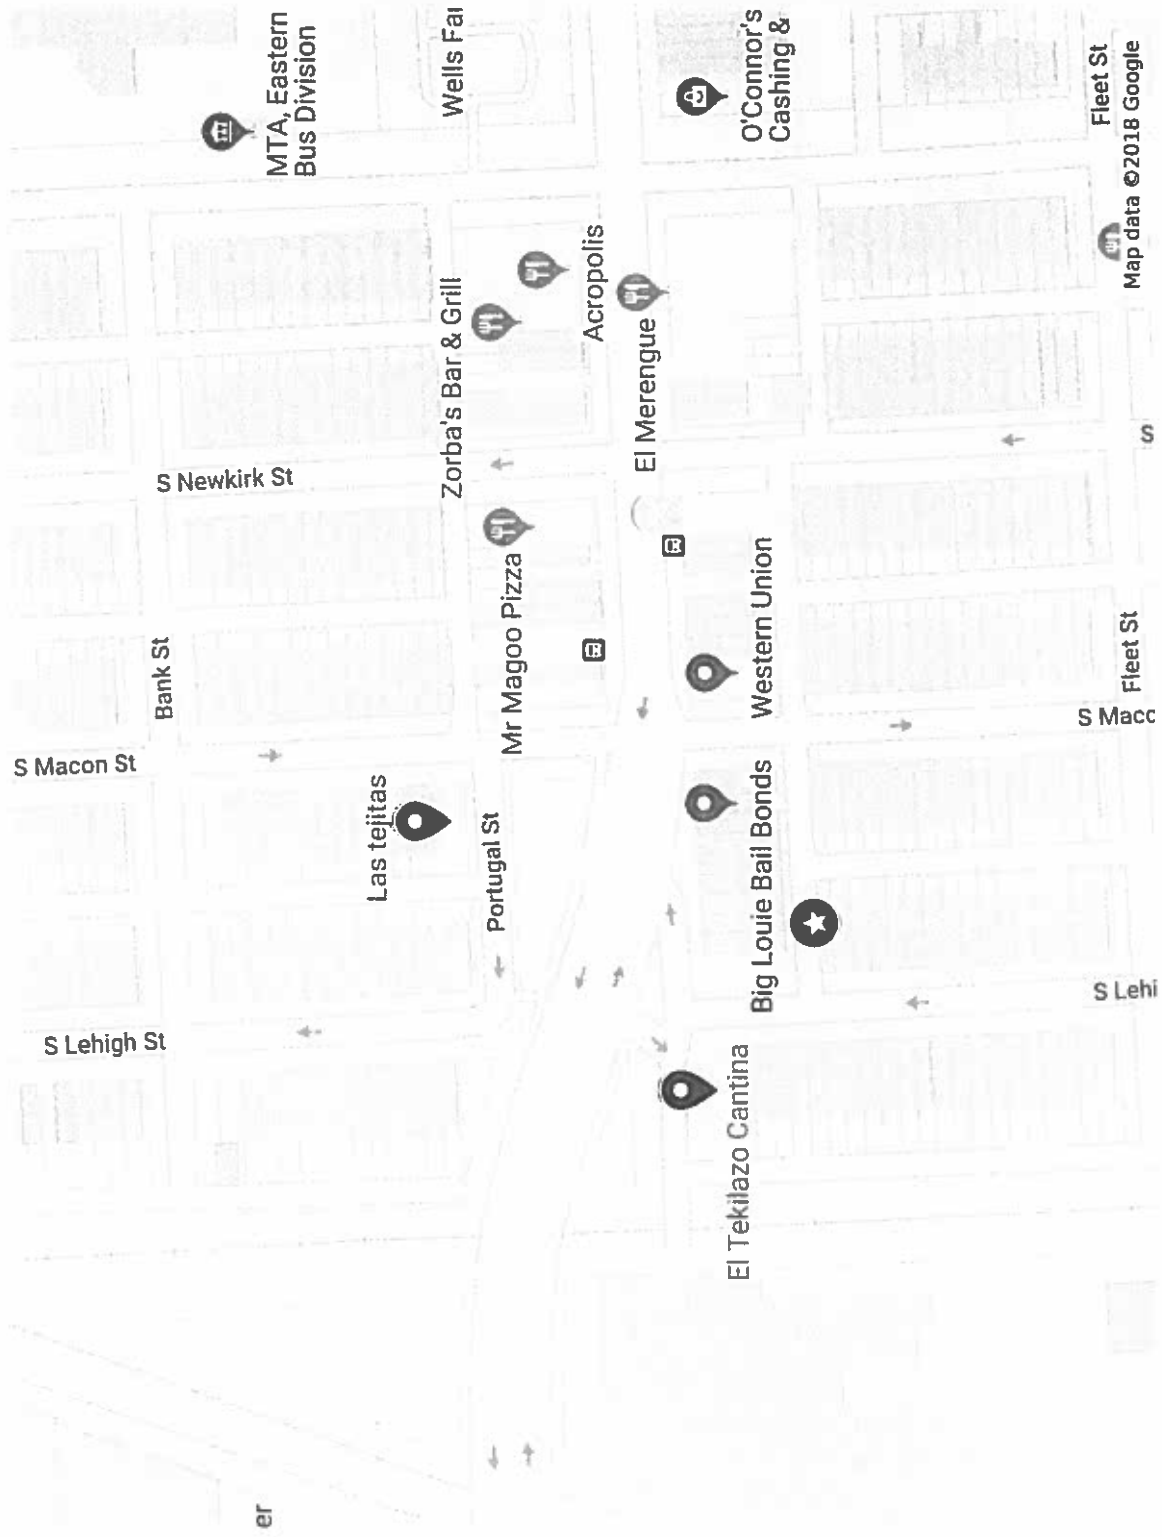 S Macon St
S Lehigh St
Bank St
S Newkirk St
er
MTA, Eastern
Bus Division
Las tejitas
Wells Fa
Zorba's Bar & Grill
Portugal St
Mr Magoo Pizza
Acropolis
El Merengue
El Tekilazo Cantina
Big Louie Bail Bonds
Western Union
O'Connor's
Cashing &
Fleet St
Fleet St
S Lehi
S Mac
S
Map data ©2018 Google